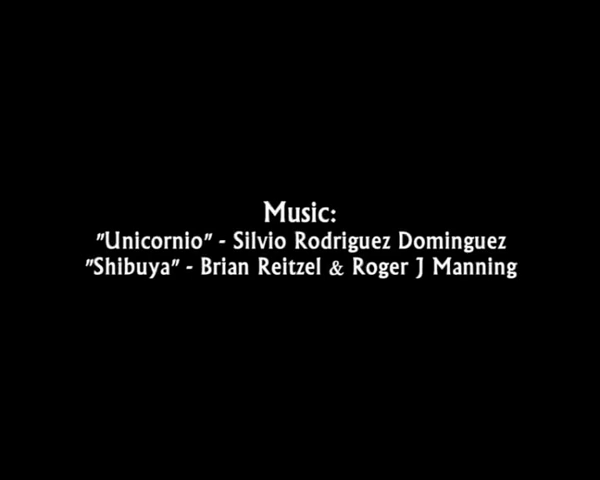 Music:
"Unicornio" - Silvio Rodriguez Dominguez
"Shibuya" - Brian Reitzel & Roger J Manning